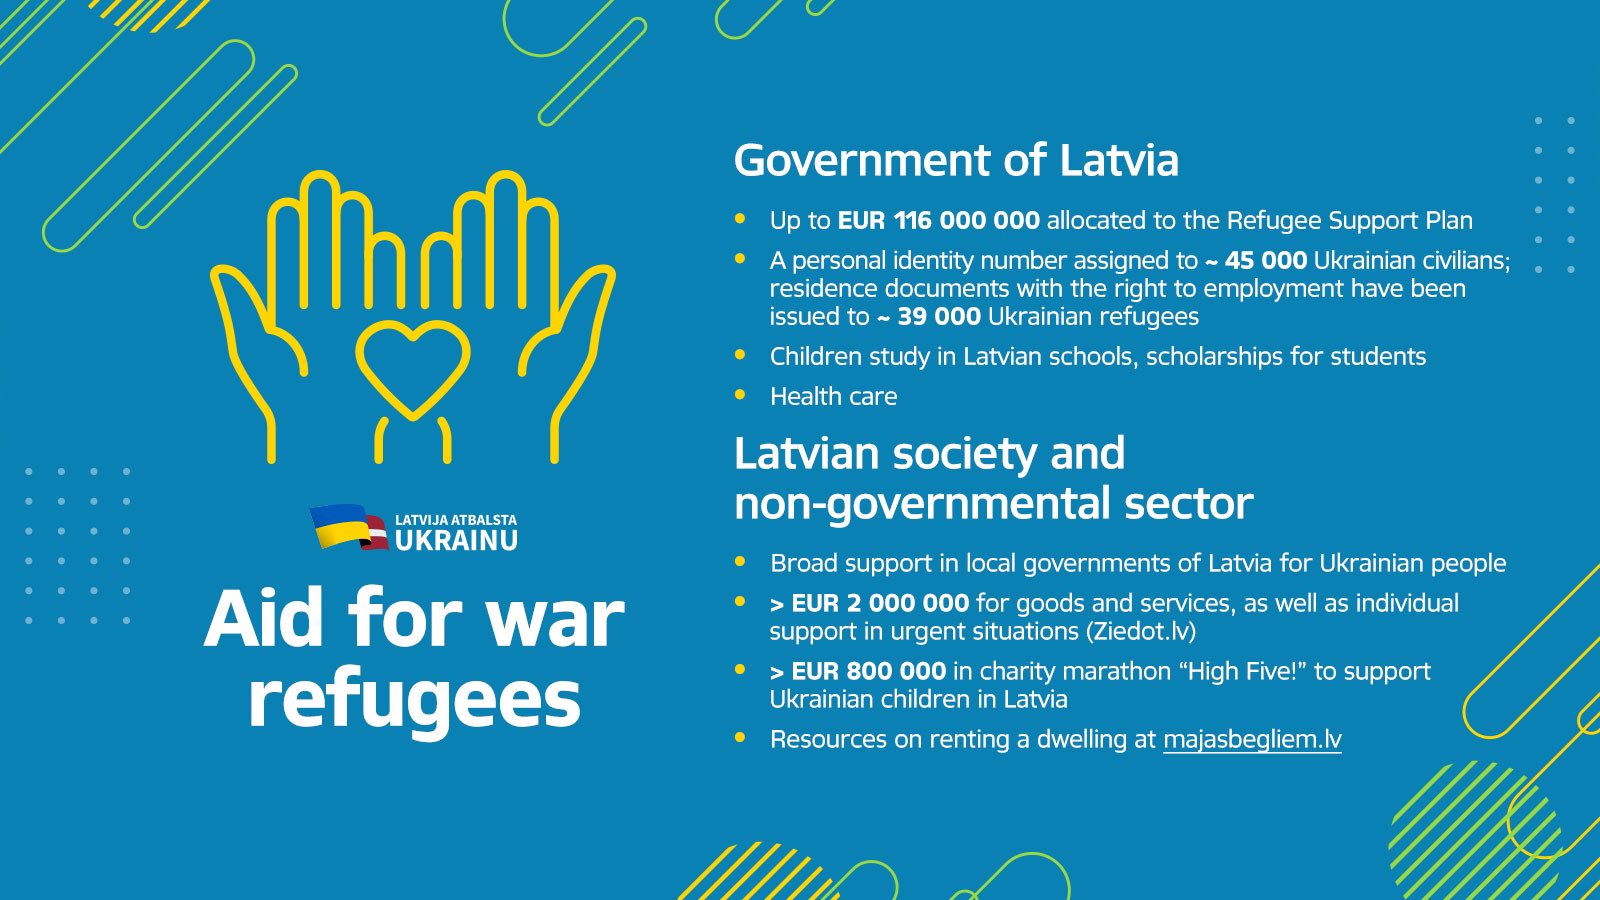 LATVIJA ATBALSTA
UKRAINU
Aid for war
refugees
Government of Latvia
• Up to EUR 116 000 000 allocated to the Refugee Support Plan
• A personal identity number assigned to ~ 45 000 Ukrainian civilians;
residence documents with the right to employment have been
issued to ~ 39 000 Ukrainian refugees
• Children study in Latvian schools, scholarships for students
• Health care
Latvian society and
non-governmental sector
• Broad support in local governments of Latvia for Ukrainian people
• > EUR 2 000 000 for goods and services, as well as individual
support in urgent situations (Ziedot.lv)
• > EUR 800 000 in charity marathon “High Five!” to support
Ukrainian children in Latvia
• Resources on renting a dwelling at majasbegliem.lv